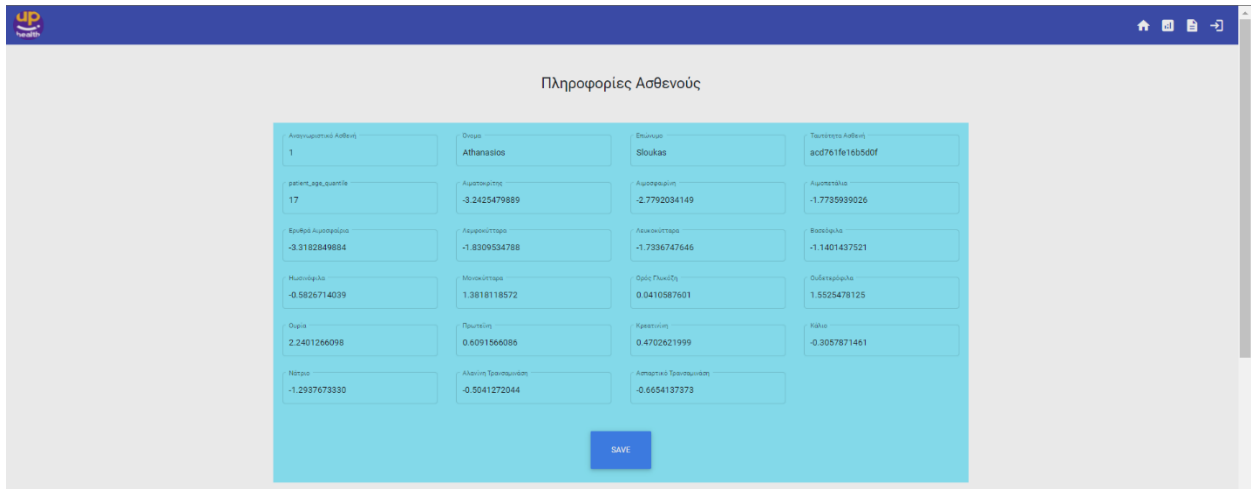 up
health
Πληροφορίες Ασθενούς
Αναγνωριστικό Ασθενή
1
Όνομα
Athanasios
Επώνυμο
Sloukas
Ταυτότητα Ασθενή
acd761fe16b5d0f
patient_age_quantile
17
Αιματοκρίτης
-3.2425479889
Αιμοσφαιρίνη
-2.7792034149
Αιμοπετάλια
-1.7735939026
Ερυθρά Αιμοσφαίρια
-3.3182849884
Λεμφοκύτταρα
-1.8309534788
Λευκοκύτταρα
-1.7336747646
Βασεόφιλα
-1.1401437521
Ηωσινόφιλα
-0.5826714039
Μονοκύτταρα
1.3818118572
Ορός Γλυκόζη
0.0410587601
Ουδετερόφιλα
1.5525478125
Ουρία
2.2401266098
Πρωτεΐνη
0.6091566086
Κρεατινίνη
0.4702621999
Κάλιο
-0.3057871461
Νάτριο
-1.2937673330
Αλανίνη Τρανσαμινάση
-0.5041272044
Ασπαρτικό Τρανσαμινάση
-0.6654137373
SAVE